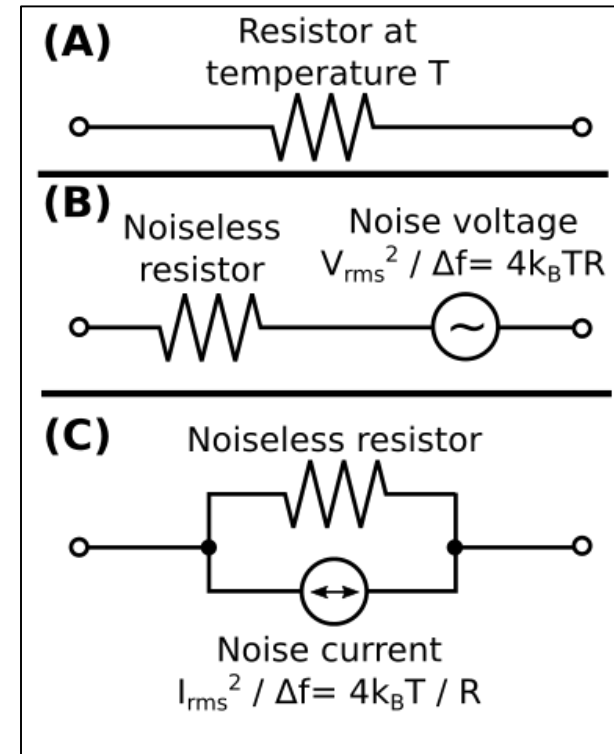 (A)
Resistor at
temperature T
(B)
Noiseless
resistor
Noise voltage
Vrms² / Δf= 4kBTR
~
(C)
Noiseless resistor
Noise current
Irms² / Δf= 4kBT / R